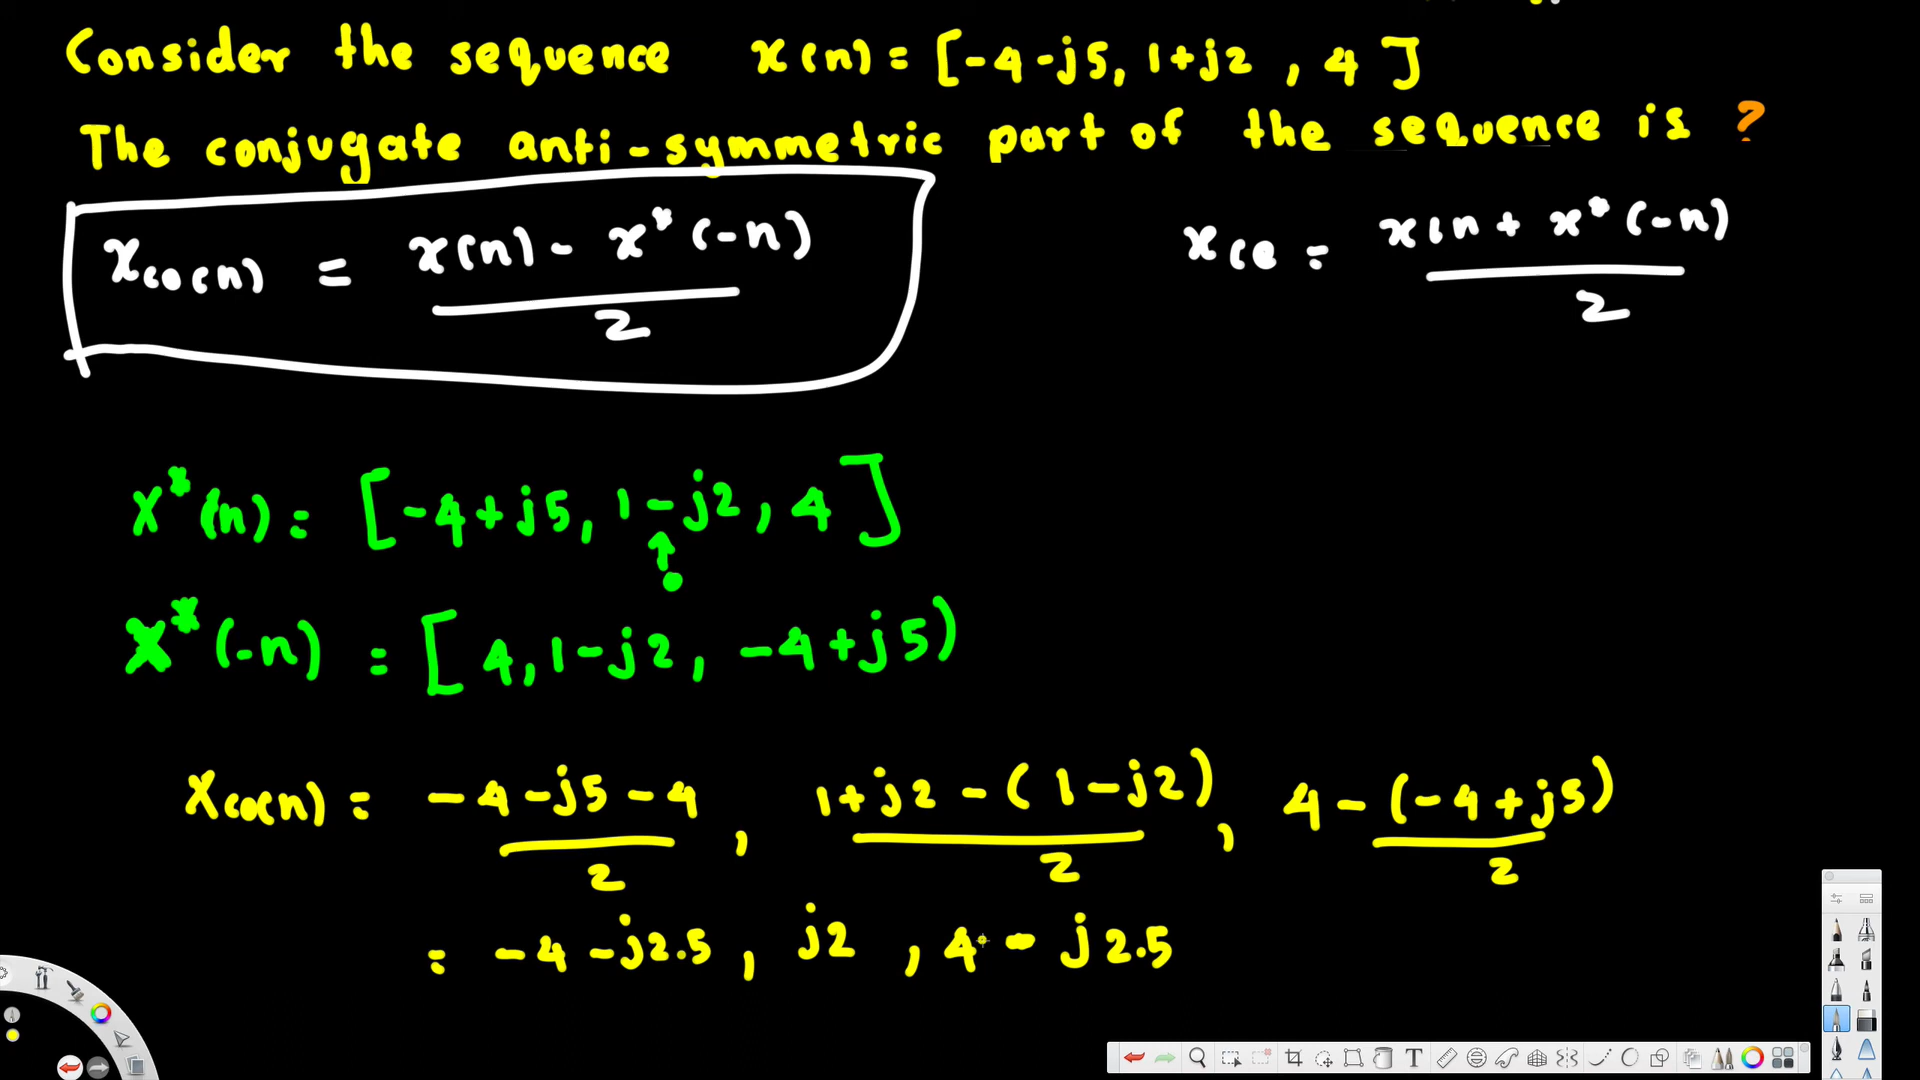 Consider the sequence x(n) = [-4-j5, 1+j2 , 4 ]
The conjugate anti-symmetric part of the sequence is ?
xco(n) = x(n) - x*(-n) / 2
xce = x(n + x*(-n) / 2
X*(n) = [-4+j5, 1-j2, 4 ]
↑
0
X*(-n) = [ 4, 1-j2, -4+j5)
Xco(n) = -4-j5-4 / 2 , 1+j2-(1-j2) / 2 , 4-(-4+j5) / 2
= -4-j2.5 , j2 , 4 - j2.5
T